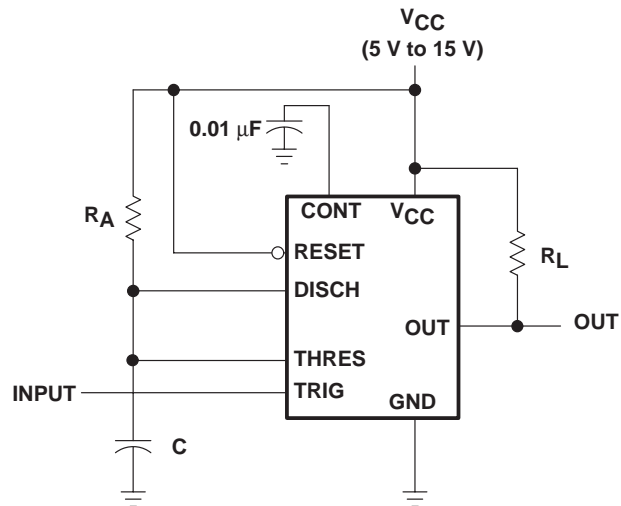 VCC
(5 V to 15 V)
0.01 μF
CONT
VCC
RA
RESET
DISCH
RL
OUT
OUT
THRES
INPUT
TRIG
GND
C